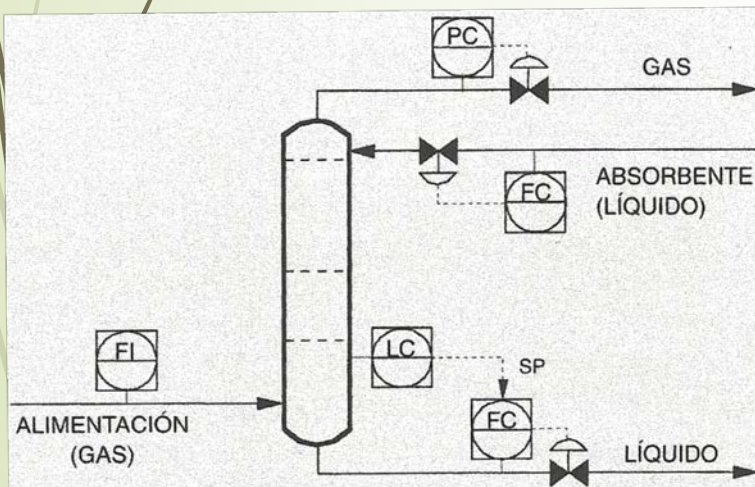 PC
GAS
FC
ABSORBENTE
(LÍQUIDO)
FI
LC
SP
ALIMENTACIÓN
(GAS)
FC
LÍQUIDO